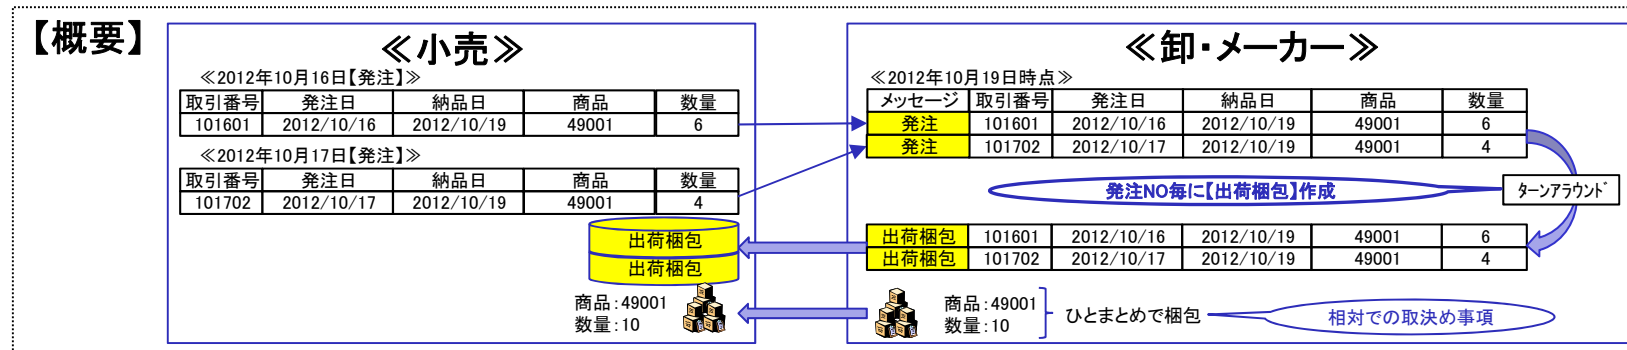 【概要】
≪小売≫
≪2012年10月16日【発注】≫
取引番号 発注日 納品日 商品 数量
101601 2012/10/16 2012/10/19 49001 6
≪2012年10月17日【発注】≫
取引番号 発注日 納品日 商品 数量
101702 2012/10/17 2012/10/19 49001 4
出荷梱包
出荷梱包
商品:49001
数量:10
≪卸・メーカー≫
≪2012年10月19日時点≫
メッセージ 取引番号 発注日 納品日 商品 数量
発注 101601 2012/10/16 2012/10/19 49001 6
発注 101702 2012/10/17 2012/10/19 49001 4
発注NO毎に【出荷梱包】作成
ターンアラウンド
出荷梱包 101601 2012/10/16 2012/10/19 49001 6
出荷梱包 101702 2012/10/17 2012/10/19 49001 4
商品:49001
数量:10
ひとまとめで梱包
相対での取決め事項